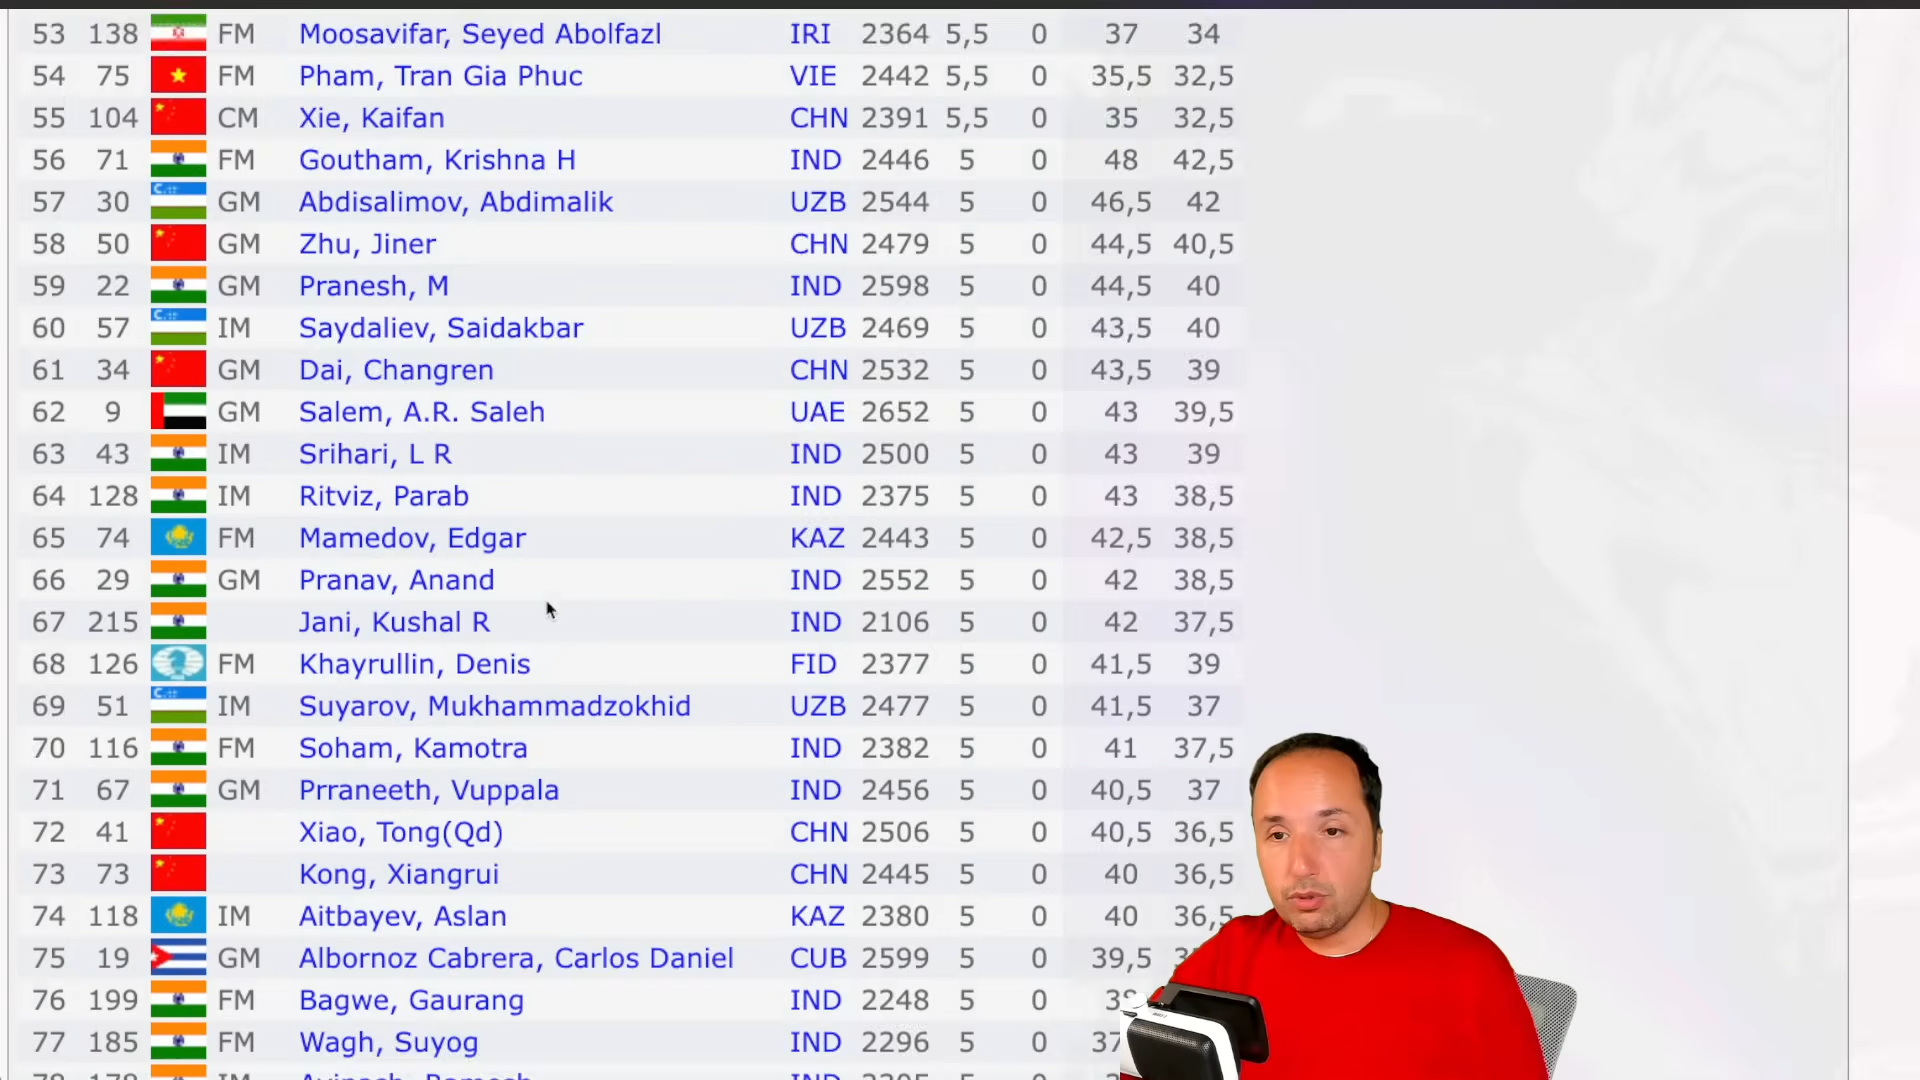 53 138 FM Moosavifar, Seyed Abolfazl IRI 2364 5,5 0 37 34
54 75 FM Pham, Tran Gia Phuc VIE 2442 5,5 0 35,5 32,5
55 104 CM Xie, Kaifan CHN 2391 5,5 0 35 32,5
56 71 FM Goutham, Krishna H IND 2446 5 0 48 42,5
57 30 GM Abdisalimov, Abdimalik UZB 2544 5 0 46,5 42
58 50 GM Zhu, Jiner CHN 2479 5 0 44,5 40,5
59 22 GM Pranesh, M IND 2598 5 0 44,5 40
60 57 IM Saydaliev, Saidakbar UZB 2469 5 0 43,5 40
61 34 GM Dai, Changren CHN 2532 5 0 43,5 39
62 9 GM Salem, A.R. Saleh UAE 2652 5 0 43 39,5
63 43 IM Srihari, L R IND 2500 5 0 43 39
64 128 IM Ritviz, Parab IND 2375 5 0 43 38,5
65 74 FM Mamedov, Edgar KAZ 2443 5 0 42,5 38,5
66 29 GM Pranav, Anand IND 2552 5 0 42 38,5
67 215 Jani, Kushal R IND 2106 5 0 42 37,5
68 126 FM Khayrullin, Denis FID 2377 5 0 41,5 39
69 51 IM Suyarov, Mukhammadzokhid UZB 2477 5 0 41,5 37
70 116 FM Soham, Kamotra IND 2382 5 0 41 37,5
71 67 GM Prraneeth, Vuppala IND 2456 5 0 40,5 37
72 41 Xiao, Tong(Qd) CHN 2506 5 0 40,5 36,5
73 73 Kong, Xiangrui CHN 2445 5 0 40 36,5
74 118 IM Aitbayev, Aslan KAZ 2380 5 0 40 36,5
75 19 GM Albornoz Cabrera, Carlos Daniel CUB 2599 5 0 39,5
76 199 FM Bagwe, Gaurang IND 2248 5 0
77 185 FM Wagh, Suyog IND 2296 5 0 37